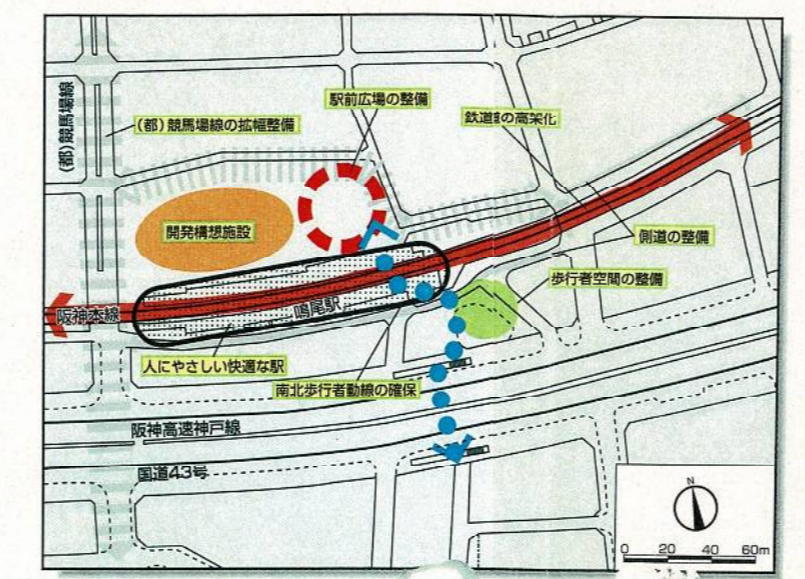 駅前広場の整備
鉄道の高架化
(都)競馬場線の拡幅整備
(都)競馬場線
開発構想施設
側道の整備
歩行者空間の整備
鳴尾駅
阪神本線
人にやさしい快適な駅
南北歩行者動線の確保
阪神高速神戸線
国道43号
N
0 20 40 60m